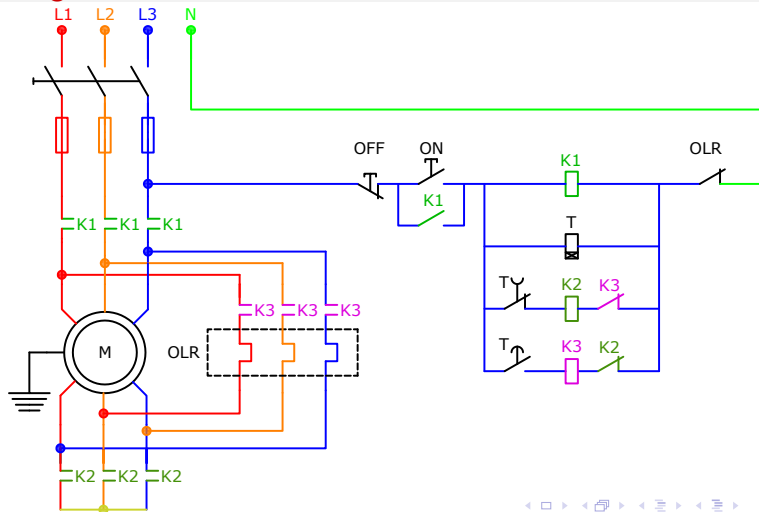 L1 L2 L3 N
OFF ON OLR
K1
K1
T
K1 K1 K1
T K2 K3
K3 K3 K3
T K3 K2
M OLR
K2 K2 K2